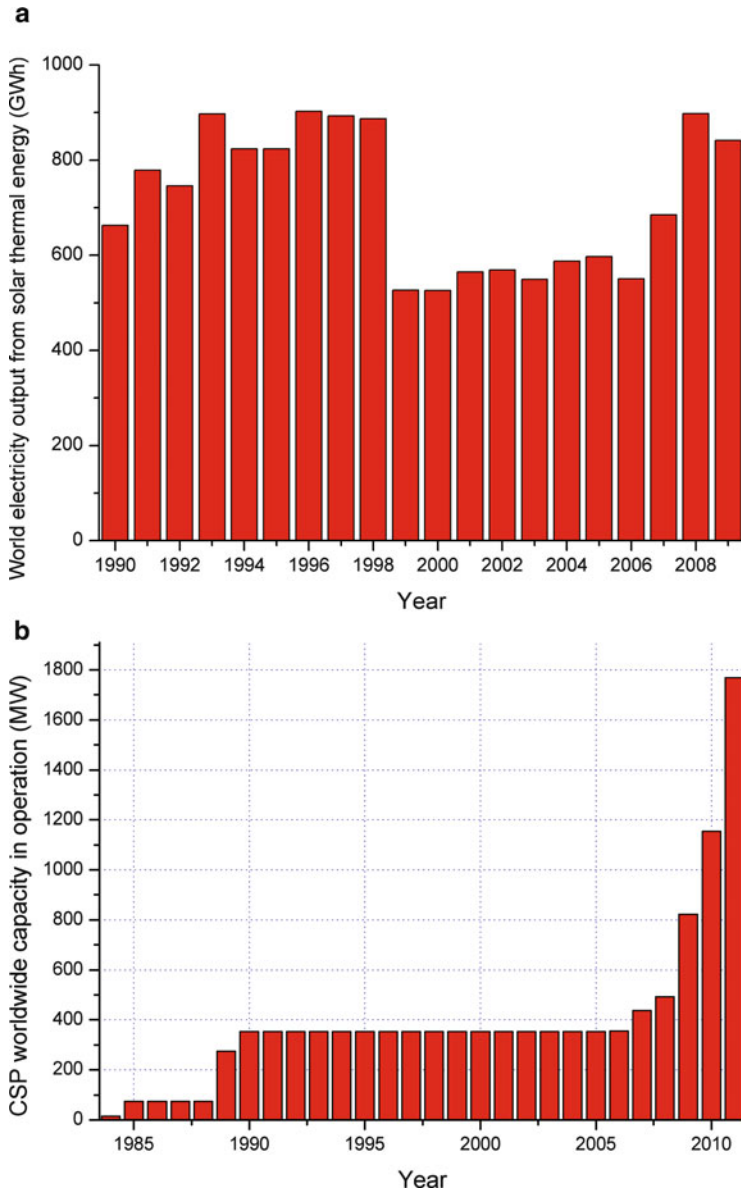 a
World electricity output from solar thermal energy (GWh)
1000
800
600
400
200
0
1990 1992 1994 1996 1998 2000 2002 2004 2006 2008
Year
b
CSP worldwide capacity in operation (MW)
1800
1600
1400
1200
1000
800
600
400
200
0
1985 1990 1995 2000 2005 2010
Year